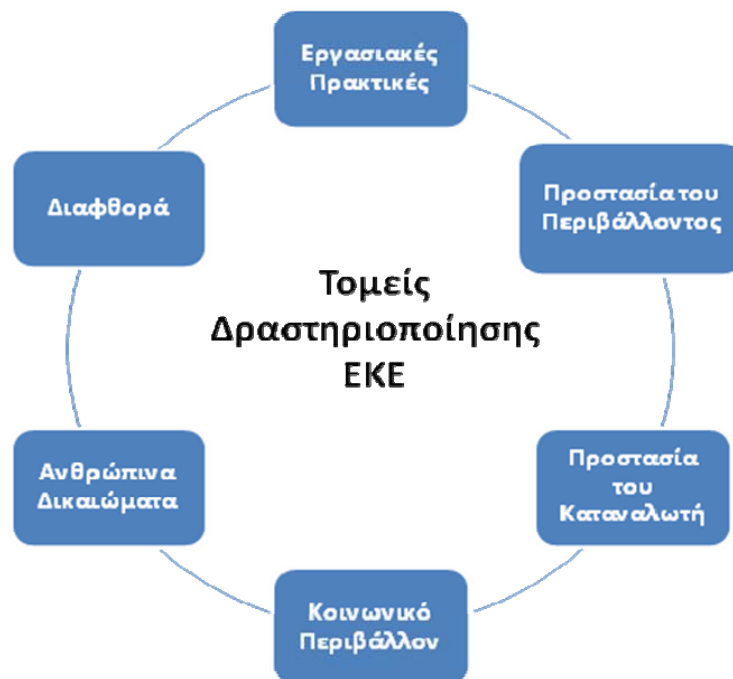 Εργασιακές
Πρακτικές
Προστασία του
Περιβάλλοντος
Προστασία
του
Καταναλωτή
Κοινωνικό
Περιβάλλον
Ανθρώπινα
Δικαιώματα
Διαφθορά
Τομείς
Δραστηριοποίησης
ΕΚΕ